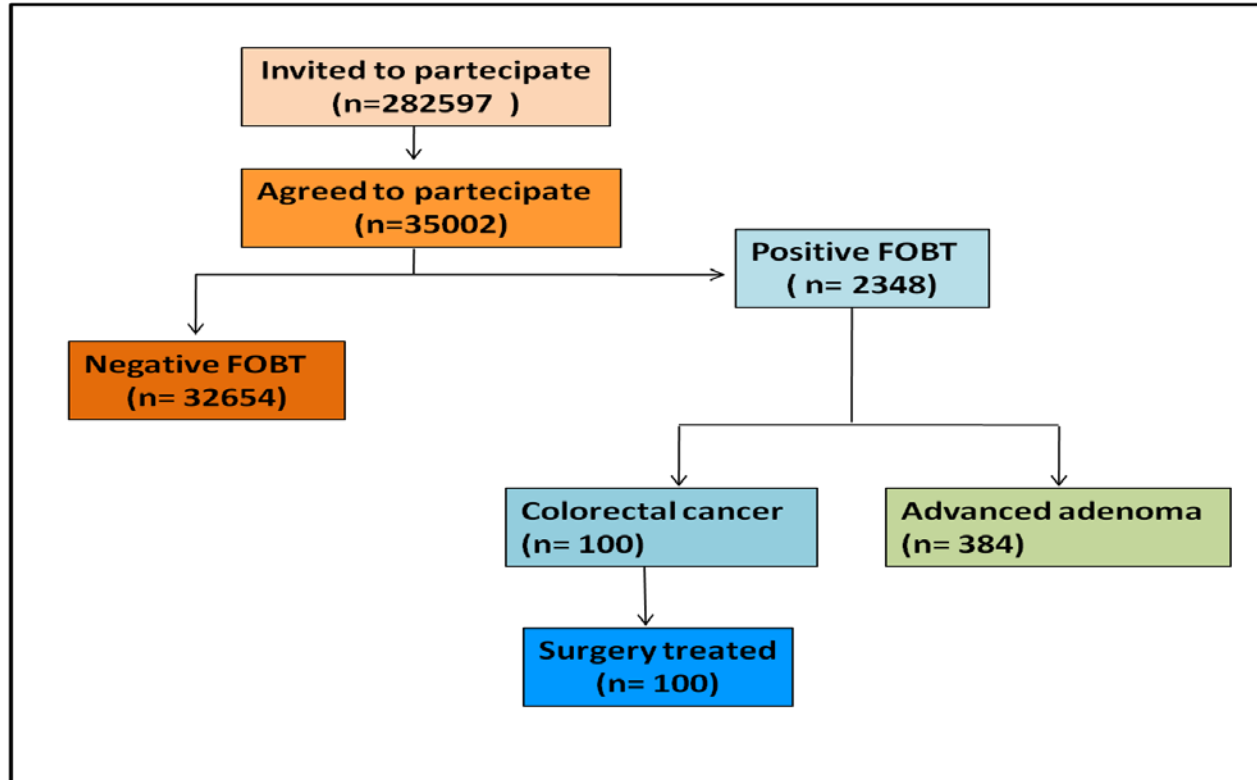 Invited to partecipate
(n=282597  )
Agreed to partecipate
(n=35002)
Positive FOBT
( n= 2348)
Negative FOBT
(n= 32654)
Colorectal cancer
(n= 100)
Advanced adenoma
(n= 384)
Surgery treated
(n= 100)